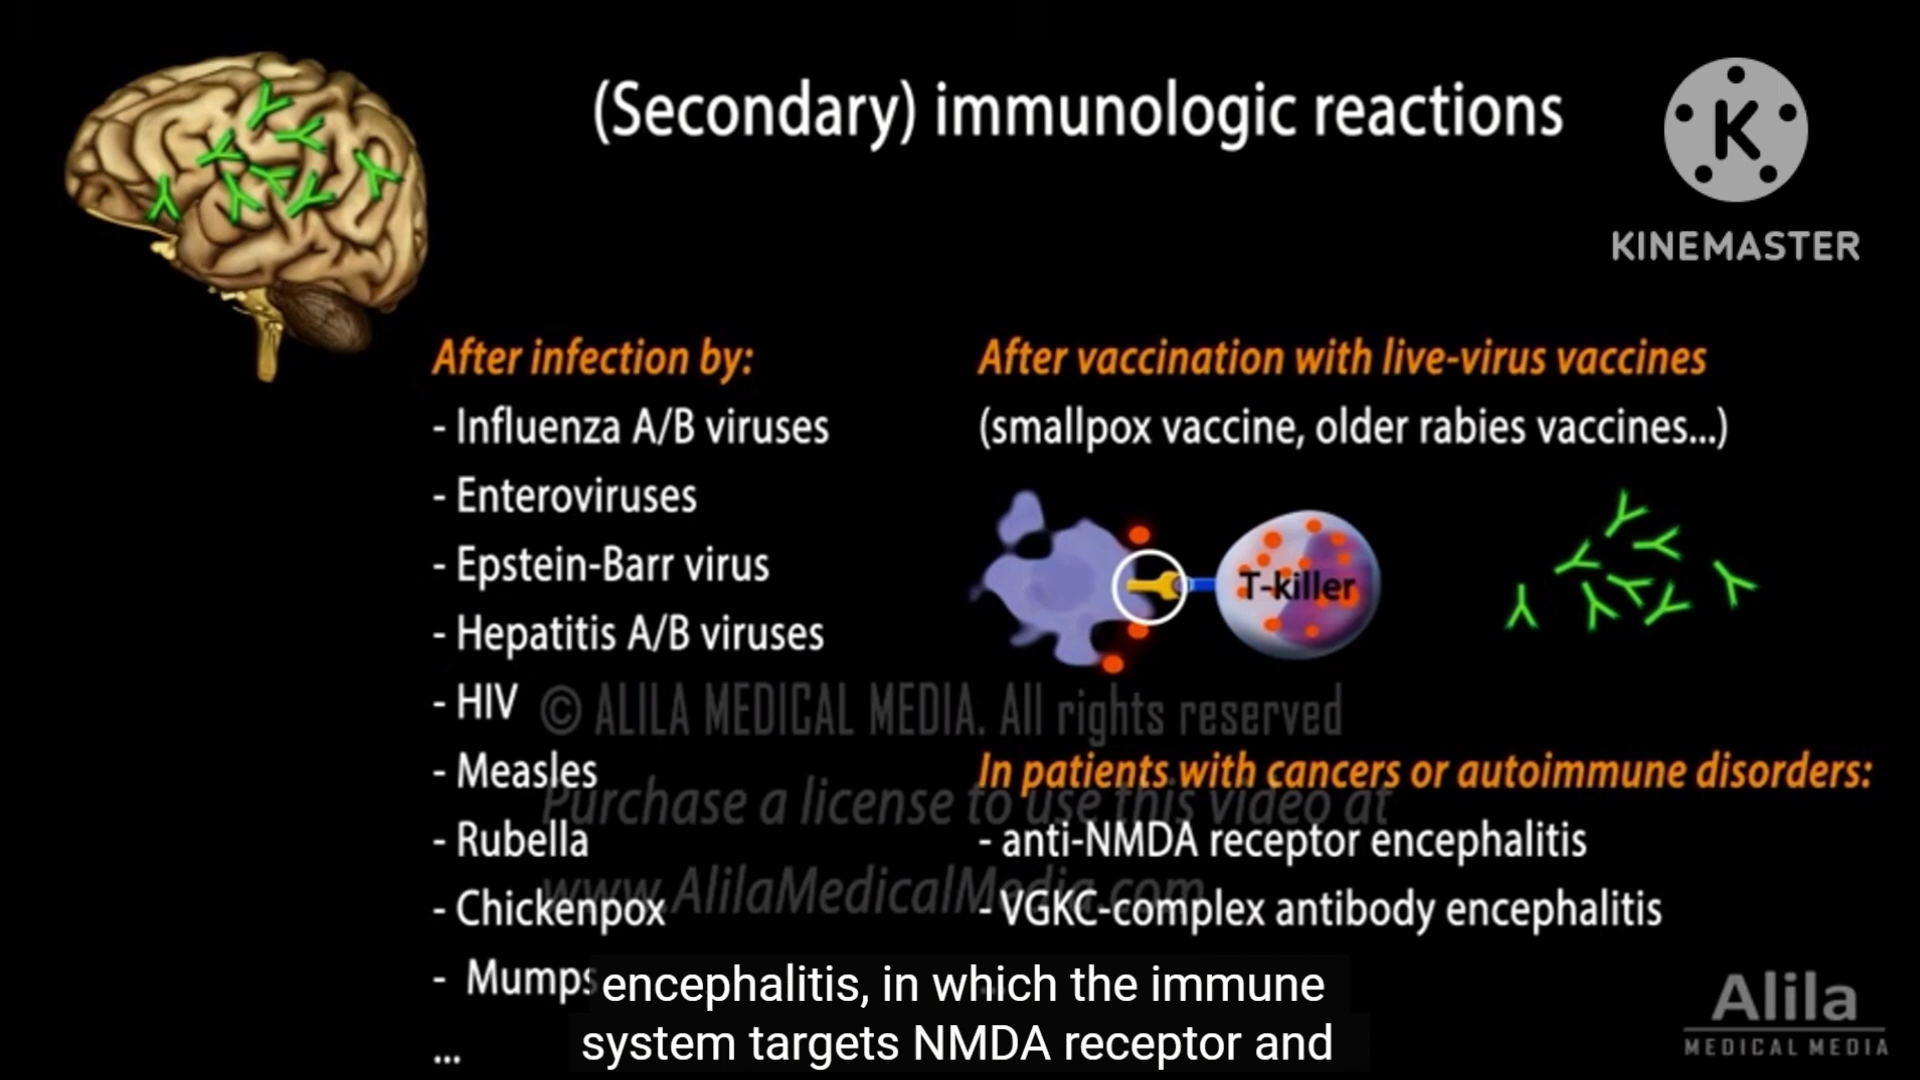 (Secondary) immunologic reactions
K
KINEMASTER
After infection by:
- Influenza A/B viruses
- Enteroviruses
- Epstein-Barr virus
- Hepatitis A/B viruses
- HIV
- Measles
- Rubella
- Chickenpox
- Mumps
...
After vaccination with live-virus vaccines
(smallpox vaccine, older rabies vaccines...)
T-killer
In patients with cancers or autoimmune disorders:
- anti-NMDA receptor encephalitis
- VGKC-complex antibody encephalitis
© ALILA MEDICAL MEDIA. All rights reserved
Purchase a license to use this video at
www.AlilaMedicalMedia.com
encephalitis, in which the immune
system targets NMDA receptor and
Alila
MEDICAL MEDIA